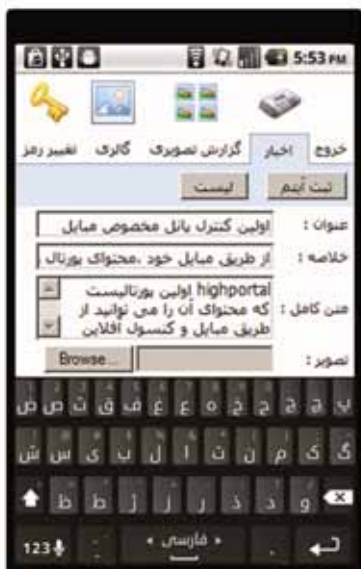 5:53 PM
خروج اخبار گزارش تصویری گالری تغییر رمز
ثبت آیتم لیست
عنوان : اولین کنترل پانل مخصوص مبایل
خلاصه : از طریق مبایل خود ،محتوای پورتال
متن کامل : highportal اولین پورتالیست
که محتوای آن را می توانید از
طریق مبایل و کنسول افلاین
تصویر : Browse...
ض ص ث ق ف غ ع ه خ ح ج چ پ
ش س ی ب ل ا ت ن م ک گ
ظ ط ژ ز ر ذ د و
123 فارسی .